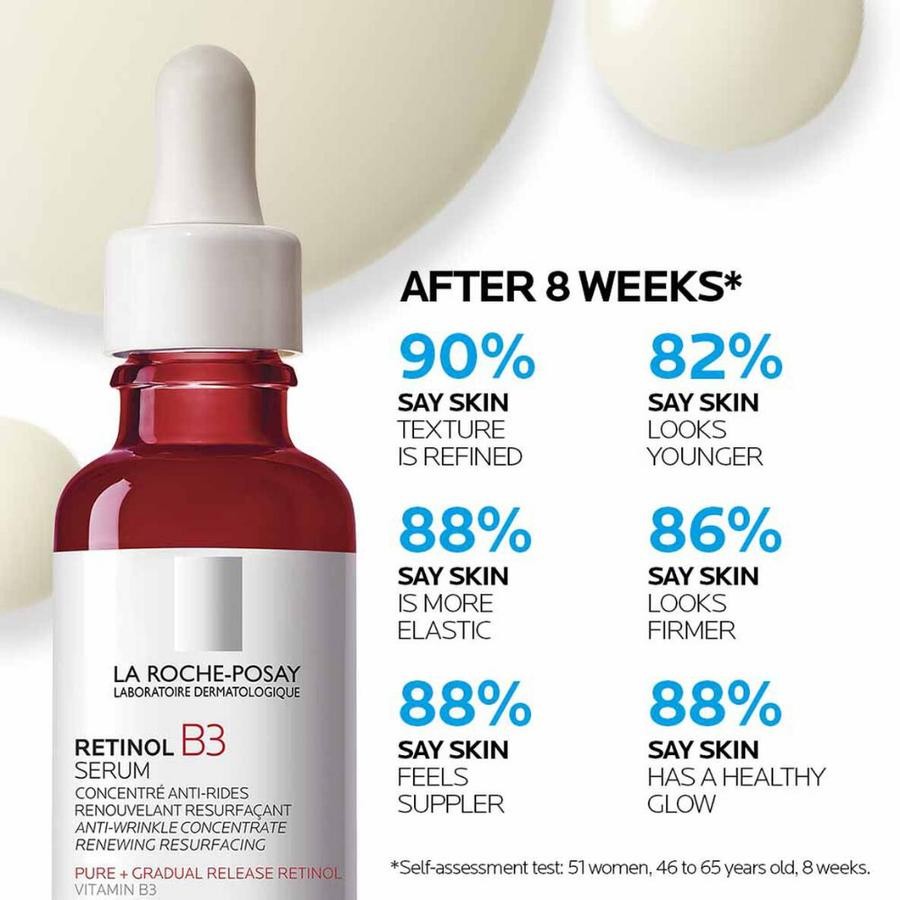 AFTER 8 WEEKS*
90%
SAY SKIN
TEXTURE
IS REFINED
82%
SAY SKIN
LOOKS
YOUNGER
88%
SAY SKIN
IS MORE
ELASTIC
86%
SAY SKIN
LOOKS
FIRMER
88%
SAY SKIN
FEELS
SUPPLER
88%
SAY SKIN
HAS A HEALTHY
GLOW
LA ROCHE-POSAY
LABORATOIRE DERMATOLOGIQUE
RETINOL B3
SERUM
CONCENTRÉ ANTI-RIDES
RENOUVELANT RESURFAÇANT
ANTI-WRINKLE CONCENTRATE
RENEWING RESURFACING
PURE + GRADUAL RELEASE RETINOL
VITAMIN B3
*Self-assessment test: 51 women, 46 to 65 years old, 8 weeks.